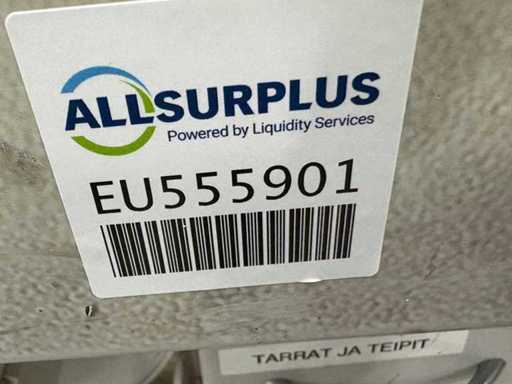 ALLSURPLUS
Powered by Liquidity Services
EU555901
TARRAT JA TEIPIT